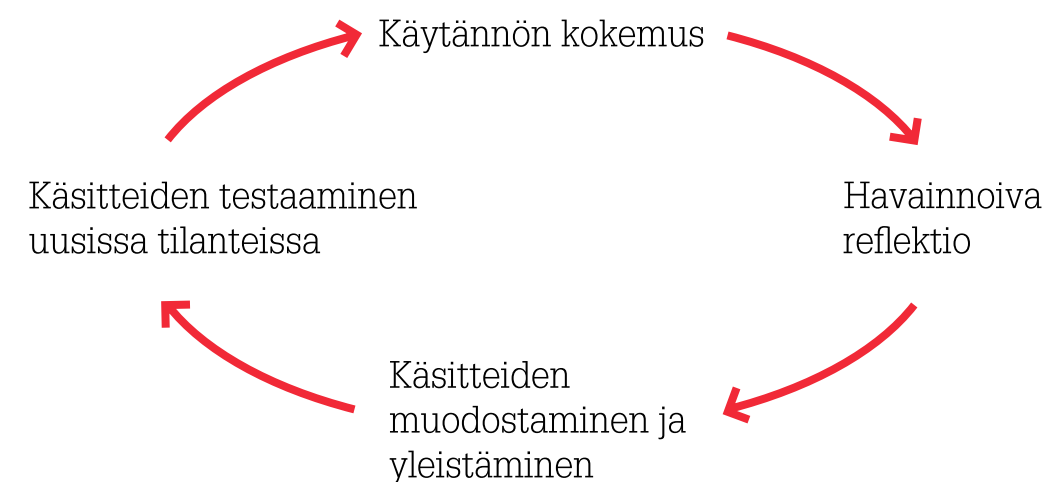 Käytännön kokemus
Havainnoiva
reflektio
Käsitteiden
muodostaminen ja
yleistäminen
Käsitteiden testaaminen
uusissa tilanteissa